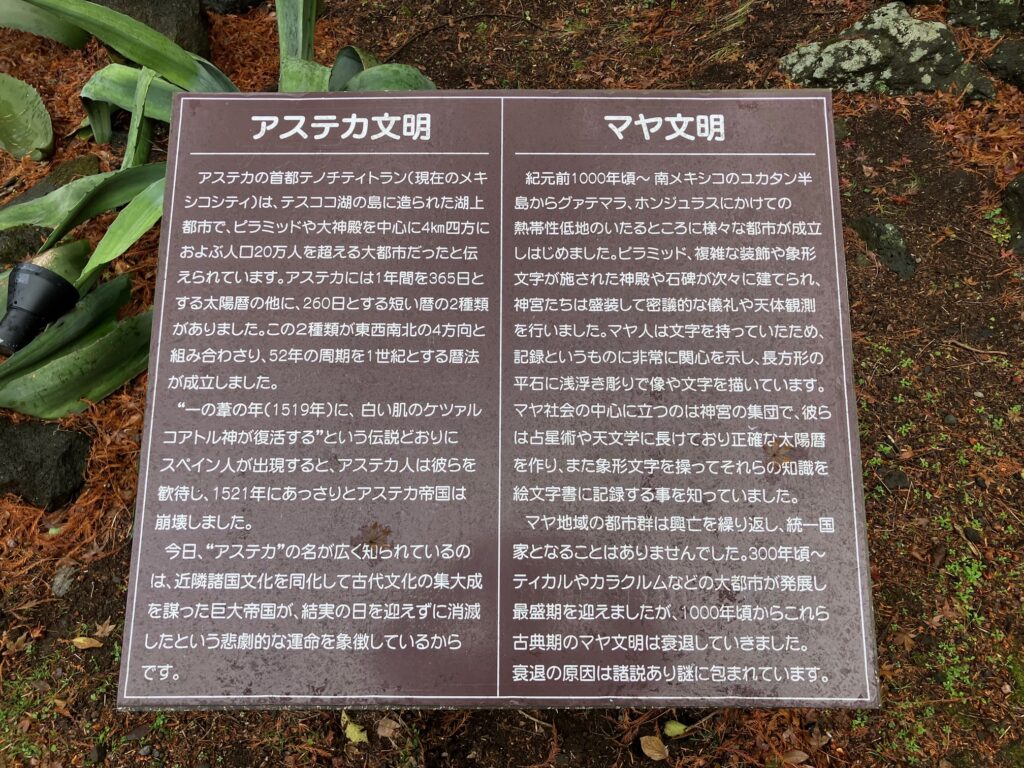 アステカ文明
アステカの首都テノチティトラン(現在のメキ
シコシティ)は、テスココ湖の島に造られた湖上
都市で、ピラミッドや大神殿を中心に4km四方に
およぶ人口20万人を超える大都市だったと伝
えられています。アステカには1年間を365日と
する太陽暦の他に、260日とする短い暦の2種類
がありました。この2種類が東西南北の4方向と
組み合わさり、52年の周期を1世紀とする暦法
が成立しました。
“一の葦の年(1519年)に、白い肌のケツァル
コアトル神が復活する”という伝説どおりに
スペイン人が出現すると、アステカ人は彼らを
歓待し、1521年にあっさりとアステカ帝国は
崩壊しました。
今日、“アステカ”の名が広く知られているの
は、近隣諸国文化を同化して古代文化の集大成
を謀った巨大帝国が、結実の日を迎えずに消滅
したという悲劇的な運命を象徴しているから
です。
マヤ文明
紀元前1000年頃〜 南メキシコのユカタン半
島からグァテマラ、ホンジュラスにかけての
熱帯性低地のいたるところに様々な都市が成立
しはじめました。ピラミッド、複雑な装飾や象形
文字が施された神殿や石碑が次々に建てられ、
神官たちは盛装して密議的な儀礼や天体観測
を行いました。マヤ人は文字を持っていたため、
記録というものに非常に関心を示し、長方形の
平石に浅浮き彫りで像や文字を描いています。
マヤ社会の中心に立つのは神官の集団で、彼ら
は占星術や天文学に長けており正確な太陽暦
を作り、また象形文字を操ってそれらの知識を
絵文字書に記録する事を知っていました。
マヤ地域の都市群は興亡を繰り返し、統一国
家となることはありませんでした。300年頃〜
ティカルやカラクルムなどの大都市が発展し
最盛期を迎えましたが、1000年頃からこれら
古典期のマヤ文明は衰退していきました。
衰退の原因は諸説あり謎に包まれています。